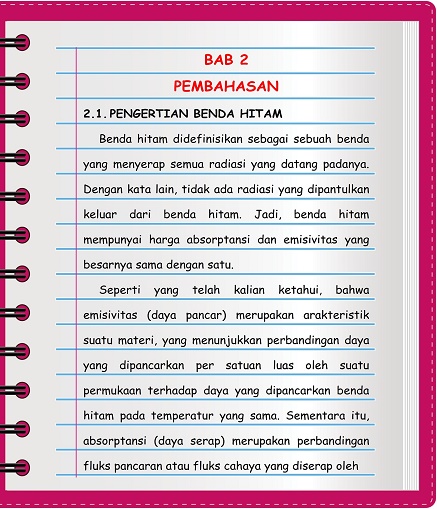 BAB 2
PEMBAHASAN
2.1. PENGERTIAN BENDA HITAM
Benda hitam didefinisikan sebagai sebuah benda
yang menyerap semua radiasi yang datang padanya.
Dengan kata lain, tidak ada radiasi yang dipantulkan
keluar dari benda hitam. Jadi, benda hitam
mempunyai harga absorptansi dan emisivitas yang
besarnya sama dengan satu.
Seperti yang telah kalian ketahui, bahwa
emisivitas (daya pancar) merupakan arakteristik
suatu materi, yang menunjukkan perbandingan daya
yang dipancarkan per satuan luas oleh suatu
permukaan terhadap daya yang dipancarkan benda
hitam pada temperatur yang sama. Sementara itu,
absorptansi (daya serap) merupakan perbandingan
fluks pancaran atau fluks cahaya yang diserap oleh